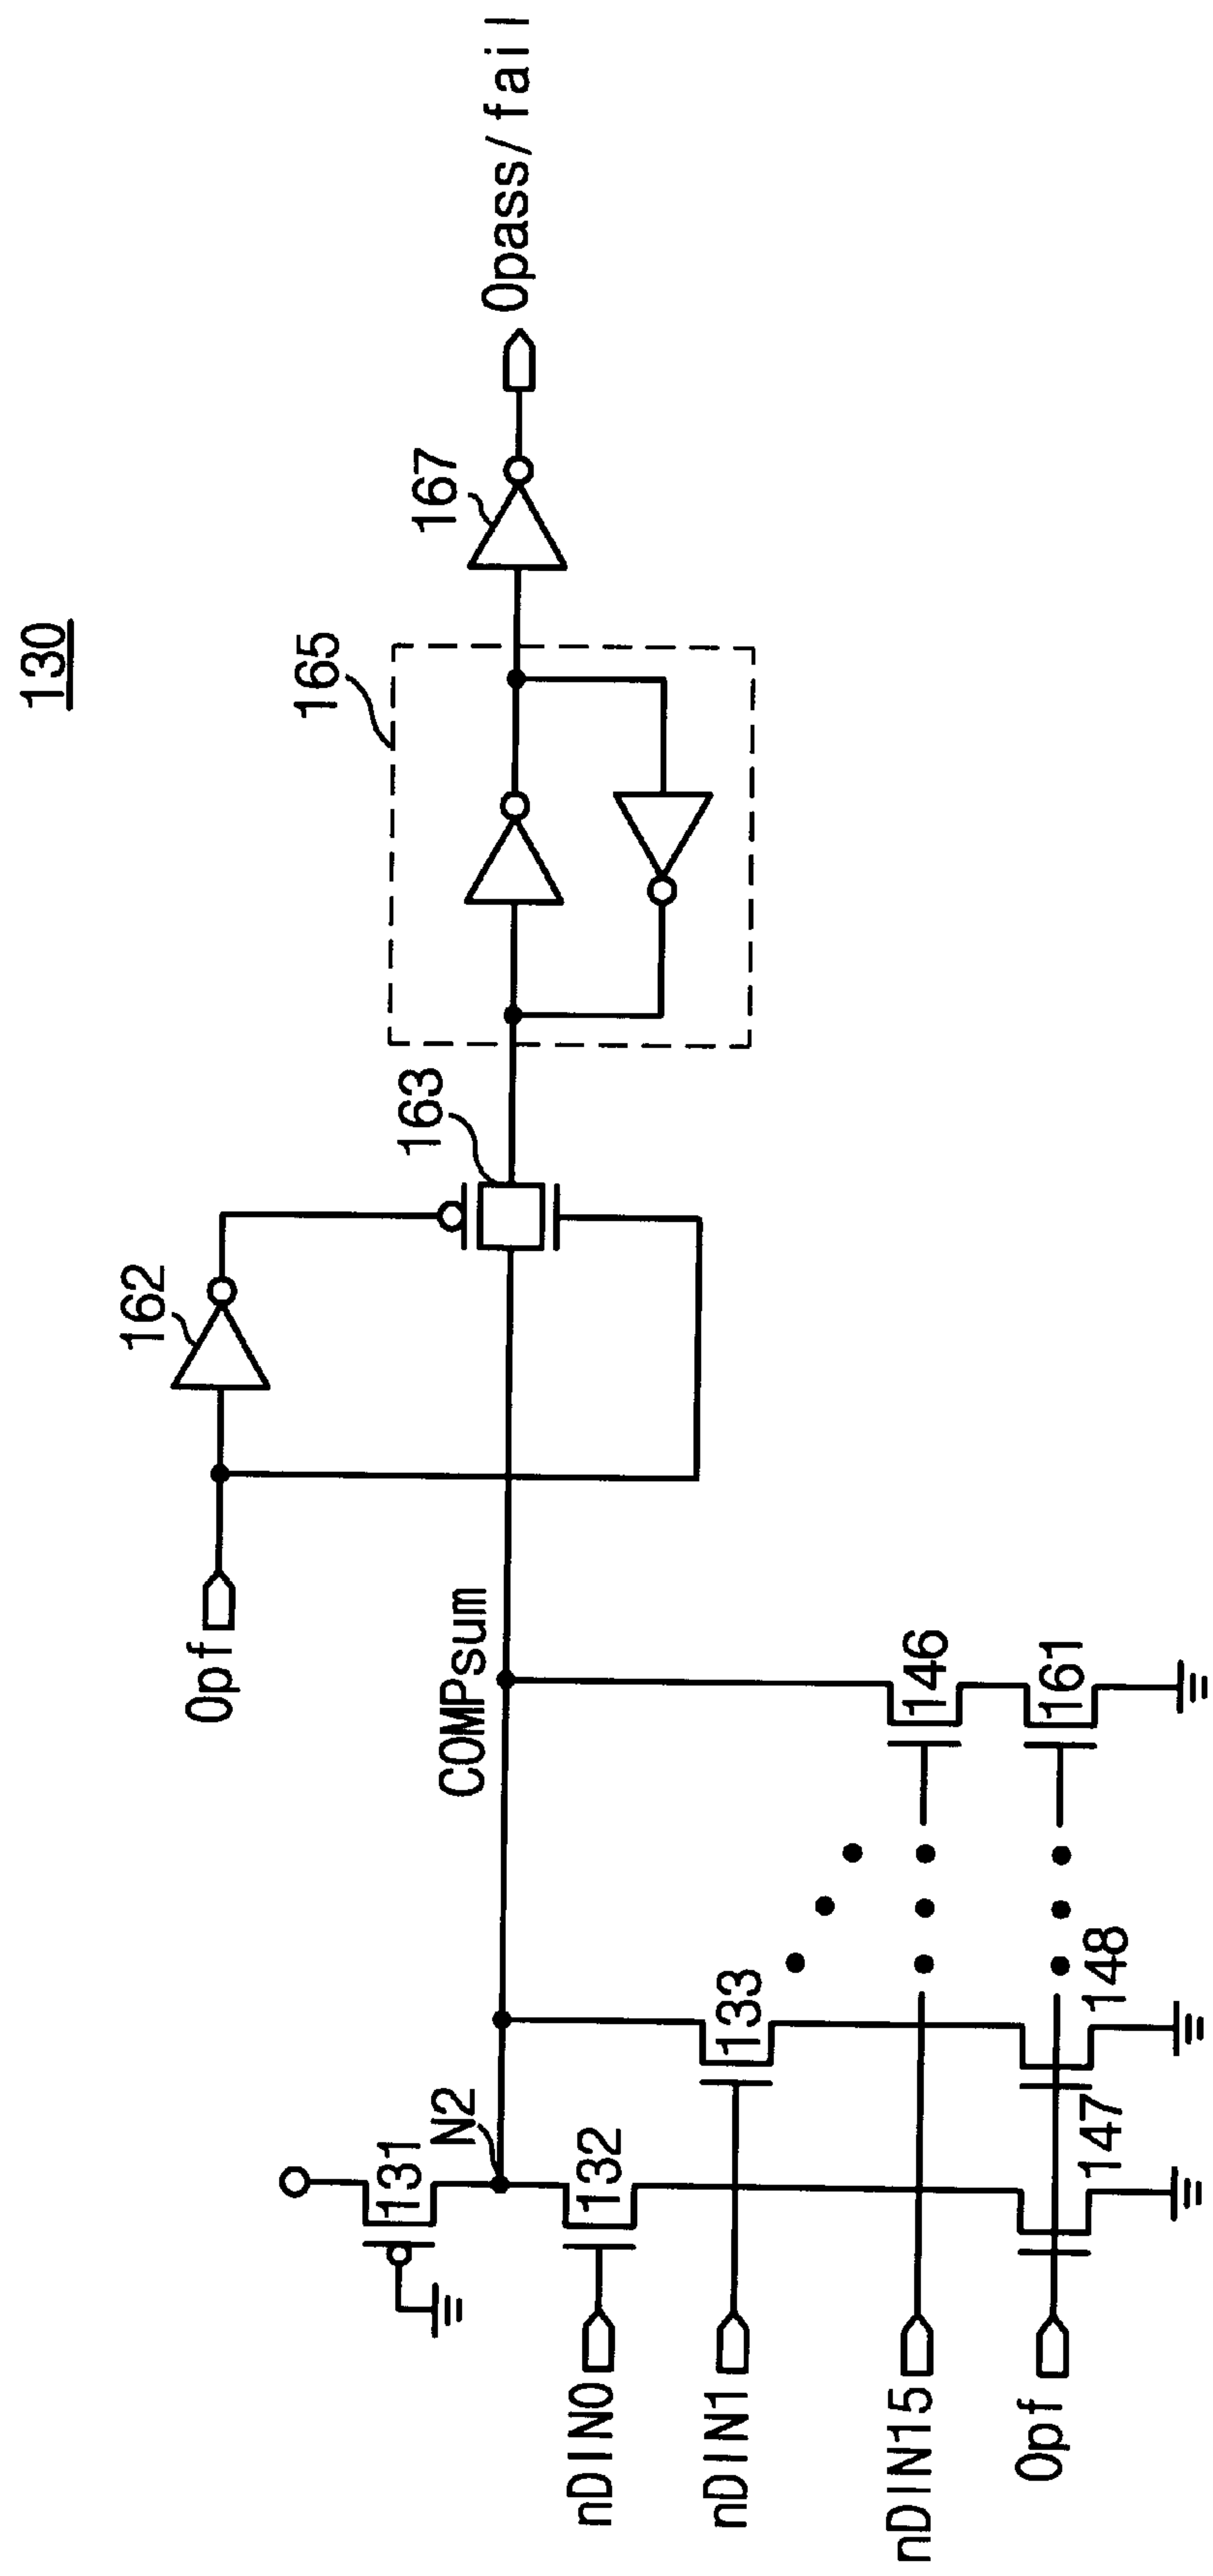 130
Opf
162
163
165
167
Opass/fail
COMPsum
N2
131
132
133
146
nDIN0
nDIN1
nDIN15
Opf
147
148
161